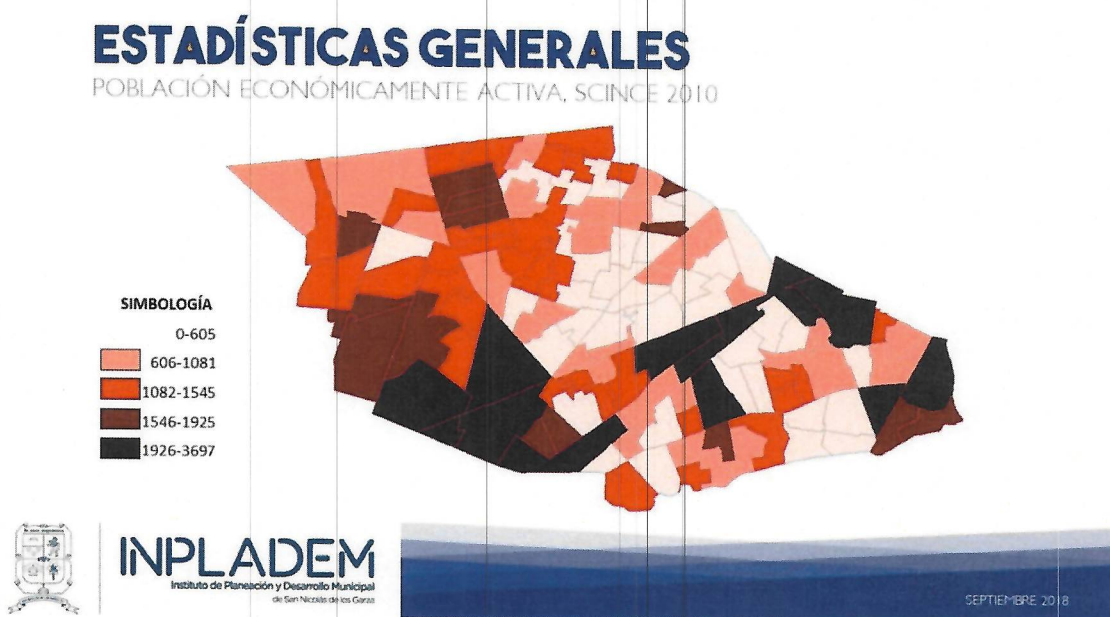 ESTADÍSTICAS GENERALES
POBLACIÓN ECONÓMICAMENTE ACTIVA, SCINCE 2010
SIMBOLOGÍA
0-605
606-1081
1082-1545
1546-1925
1926-3697
INPLADEM
Instituto de Planeación y Desarrollo Municipal
de San Nicolás de los Garza
SEPTIEMBRE 2018